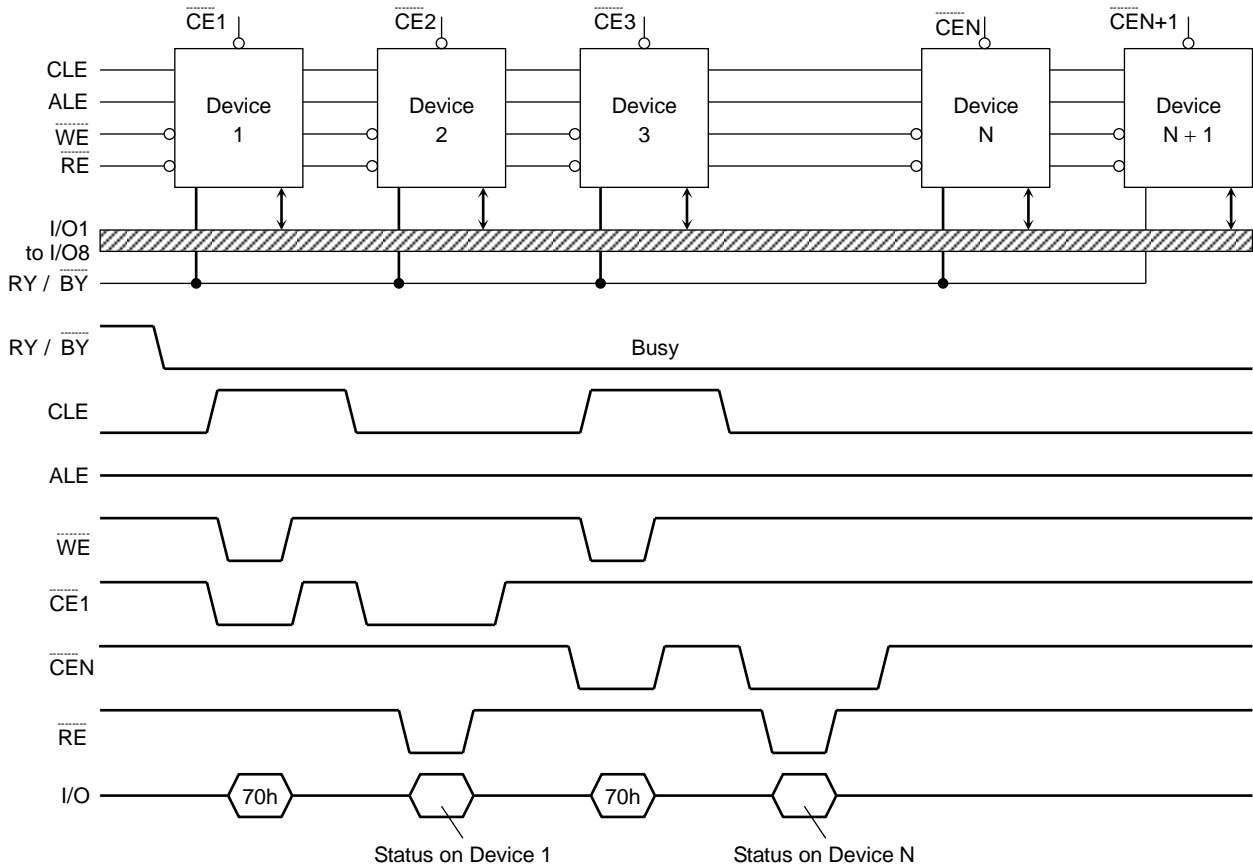 CE1 CE2 CE3 CEN CEN+1
CLE
ALE
WE
RE
Device
1
Device
2
Device
3
Device
N
Device
N + 1
I/O1
to I/O8
RY / BY
RY / BY
Busy
CLE
ALE
WE
CE1
CEN
RE
I/O
70h
70h
Status on Device 1
Status on Device N